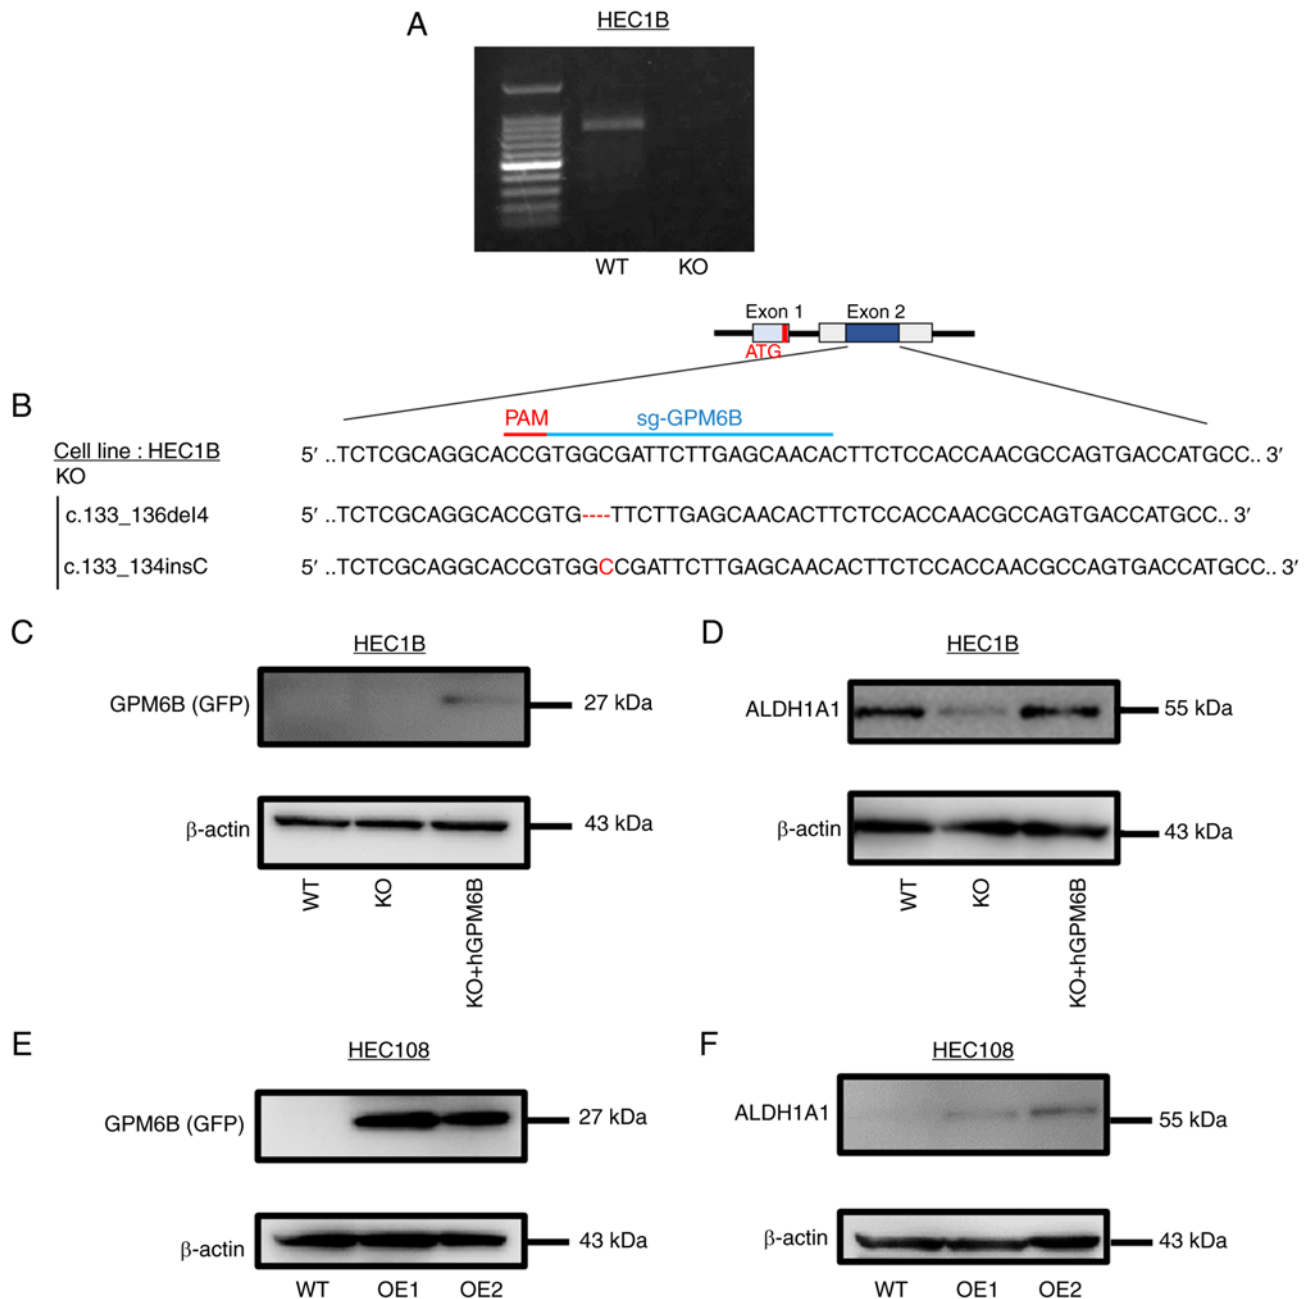 A
HEC1B
WT KO
Exon 1 Exon 2
ATG
B
PAM sg-GPM6B
Cell line : HEC1B
5′ ..TCTCGCAGGCACCGTGGCGATTCTTGAGCAACACTTCTCCACCAACGCCAGTGACCATGCC.. 3′
KO
c.133_136del4 5′ ..TCTCGCAGGCACCGTG----TTCTTGAGCAACACTTCTCCACCAACGCCAGTGACCATGCC.. 3′
c.133_134insC 5′ ..TCTCGCAGGCACCGTGGCCGATTCTTGAGCAACACTTCTCCACCAACGCCAGTGACCATGCC.. 3′
C
HEC1B
GPM6B (GFP) 27 kDa
β-actin 43 kDa
WT KO KO+hGPM6B
D
HEC1B
ALDH1A1 55 kDa
β-actin 43 kDa
WT KO KO+hGPM6B
E
HEC108
GPM6B (GFP) 27 kDa
β-actin 43 kDa
WT OE1 OE2
F
HEC108
ALDH1A1 55 kDa
β-actin 43 kDa
WT OE1 OE2